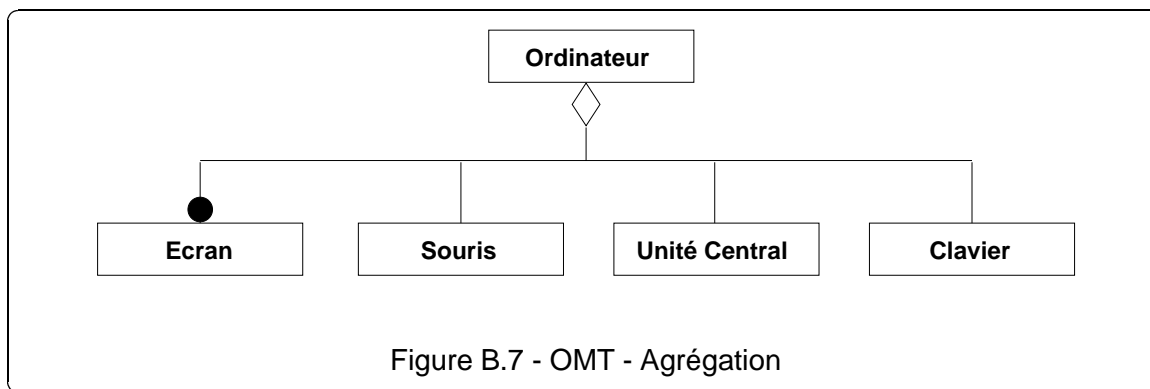 Ordinateur
Ecran
Souris
Unité Central
Clavier
Figure B.7 - OMT - Agrégation